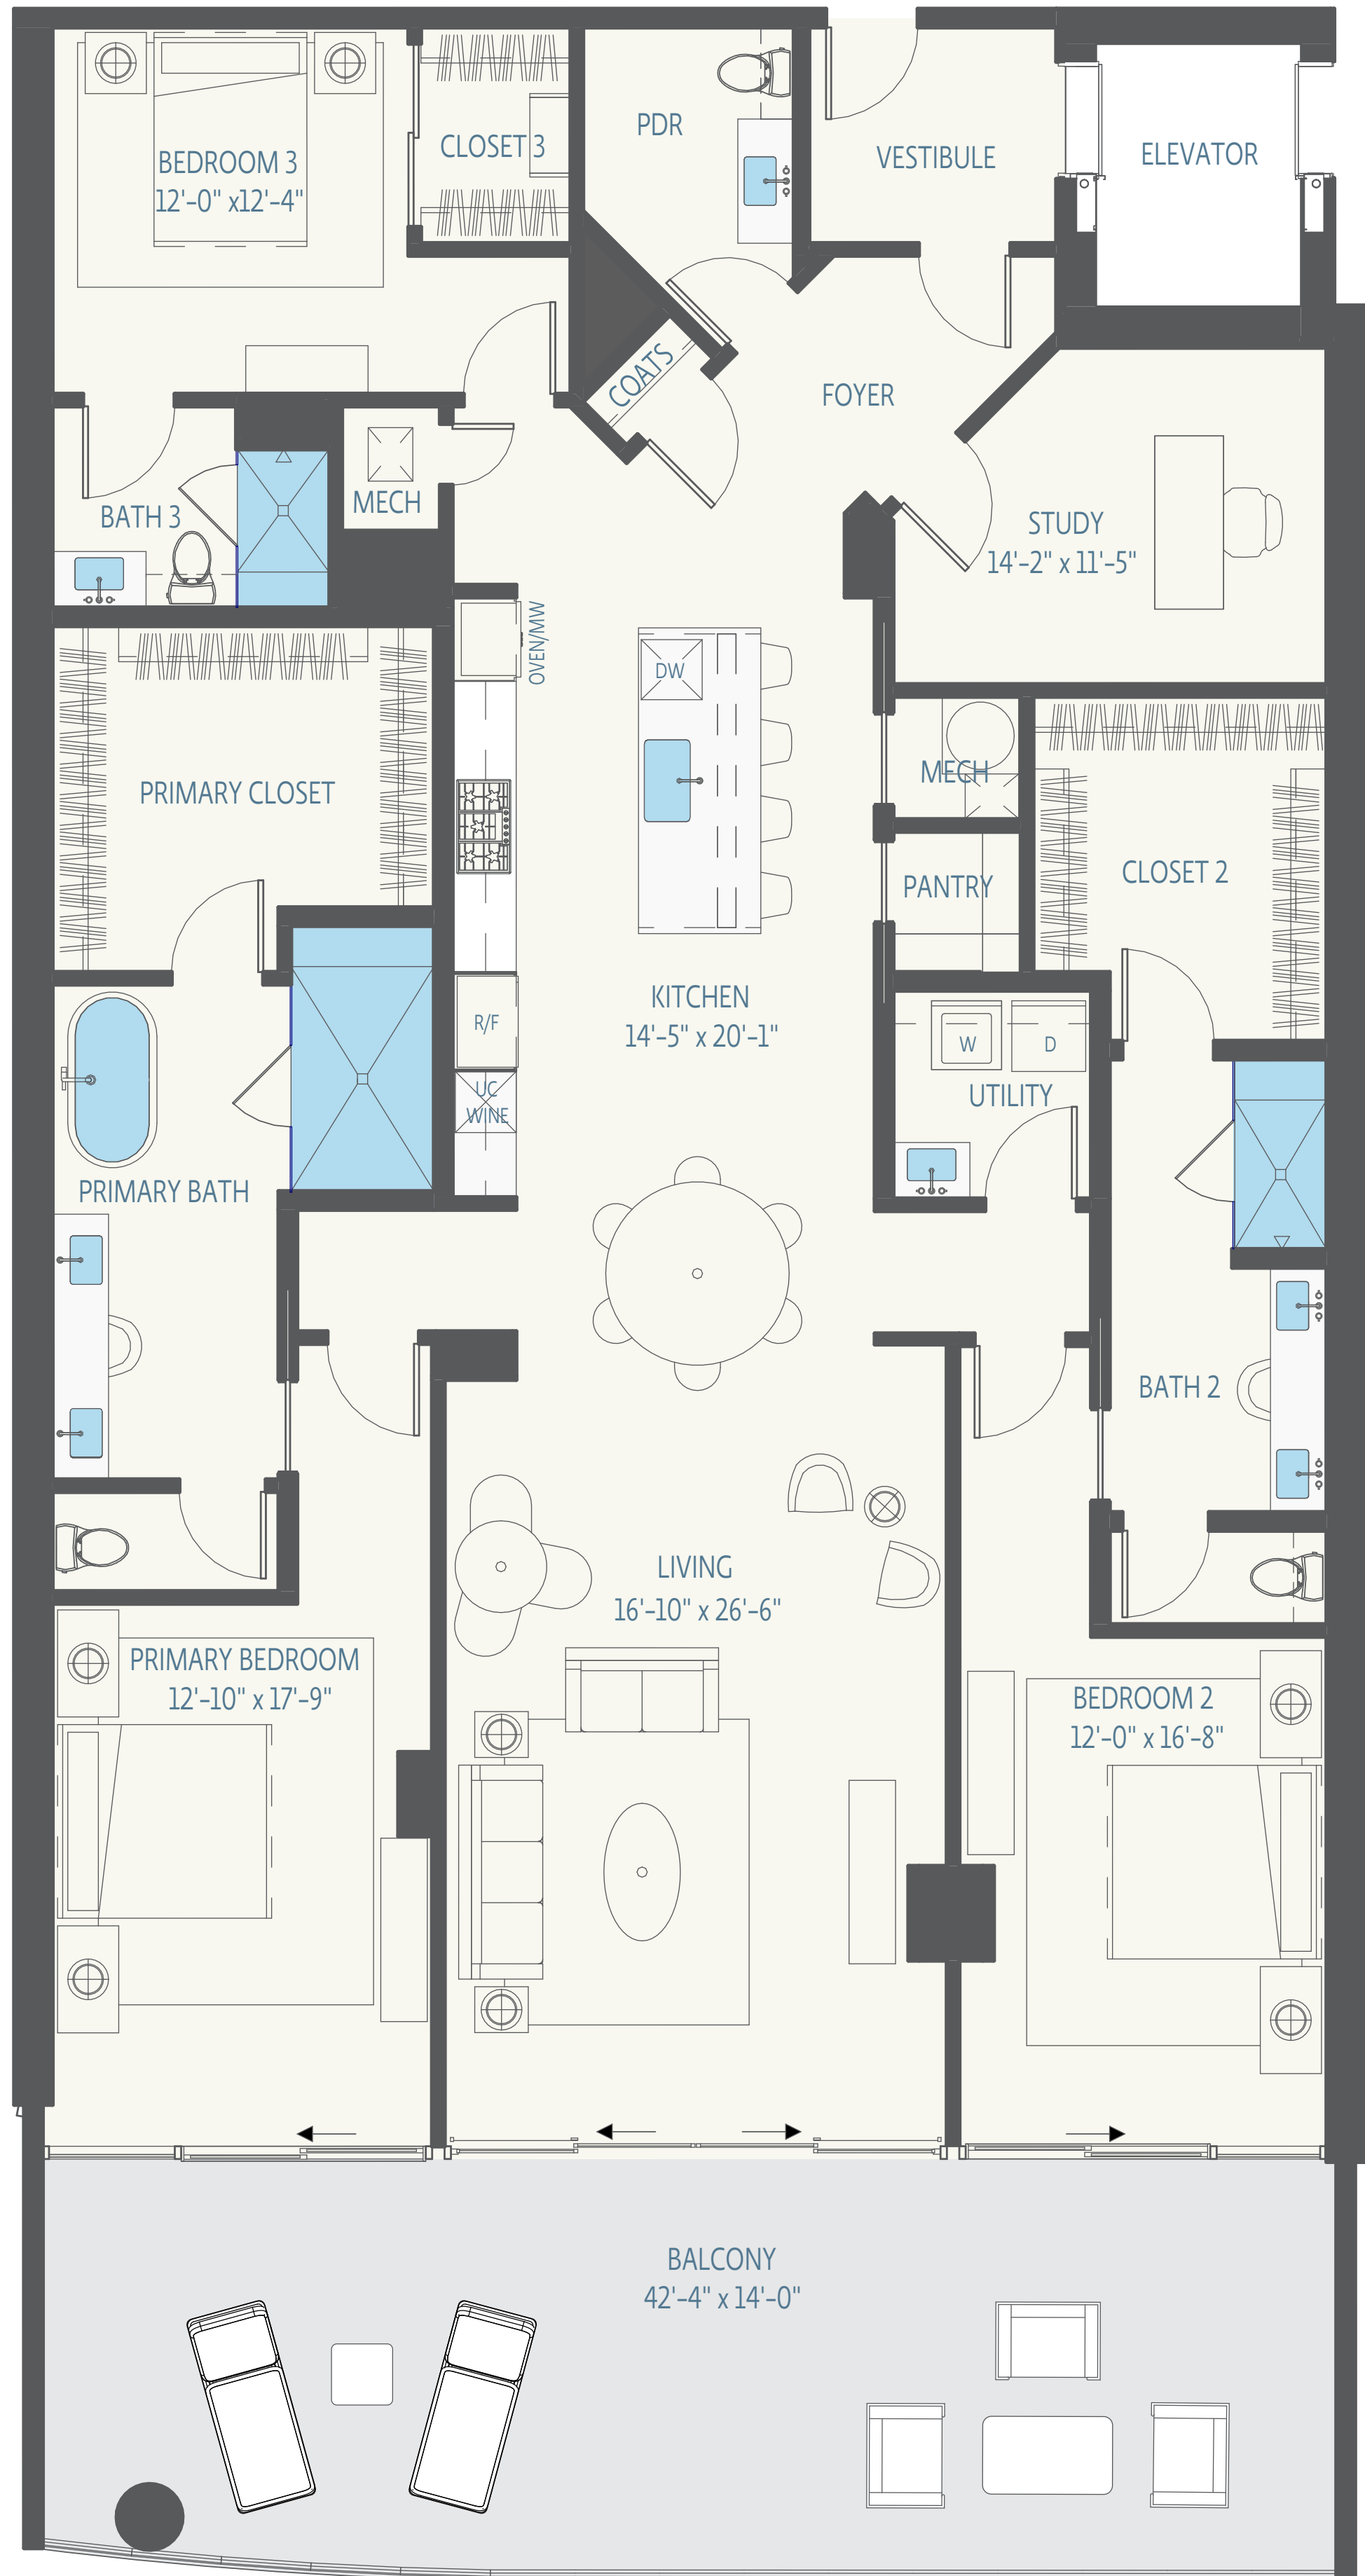 PDR
CLOSET 3
ELEVATOR
VESTIBULE
BEDROOM 3
12'-0" x12'-4"
COATS
FOYER
MECH
BATH 3
STUDY
14'-2" x 11'-5"
OVEN/MW
DW
MECH
PRIMARY CLOSET
CLOSET 2
PANTRY
KITCHEN
14'-5" x 20'-1"
R/F
W
D
UC
WINE
UTILITY
PRIMARY BATH
BATH 2
LIVING
16'-10" x 26'-6"
PRIMARY BEDROOM
12'-10" x 17'-9"
BEDROOM 2
12'-0" x 16'-8"
BALCONY
42'-4" x 14'-0"